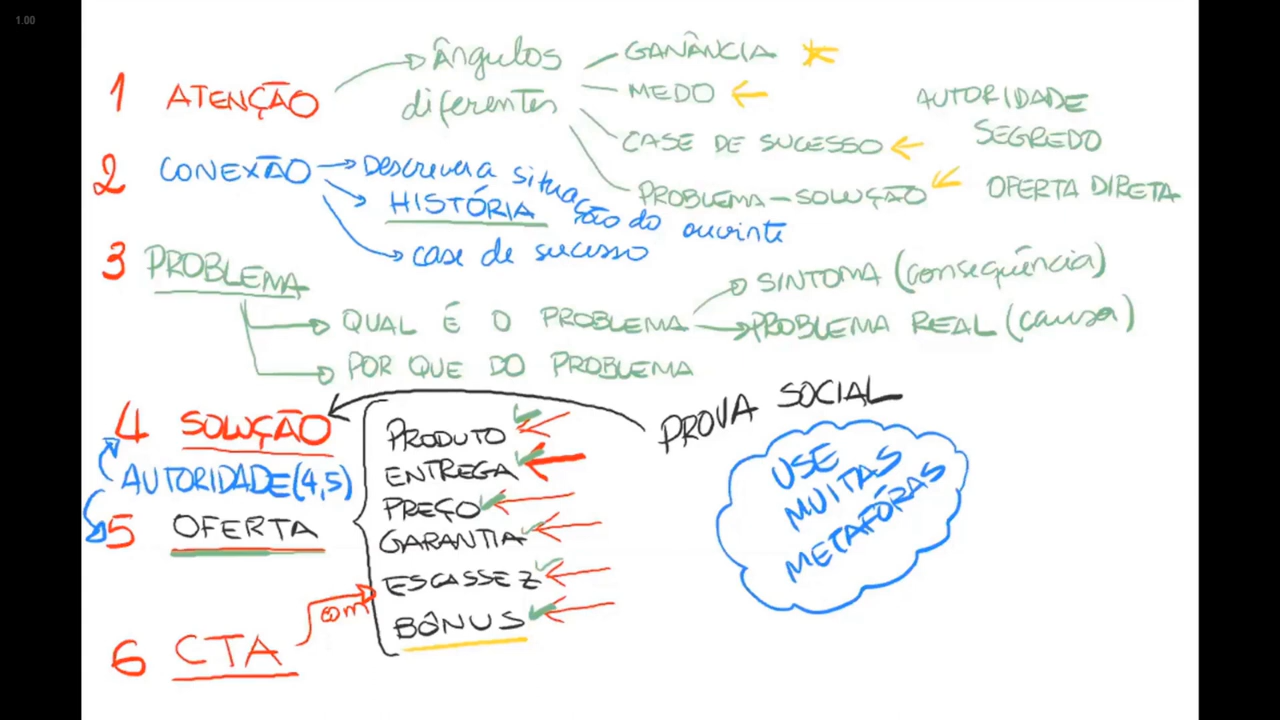 1.00
1 ATENÇÃO
ângulos
diferentes
GANÂNCIA
MEDO
CASE DE SUCESSO
PROBLEMA-SOLUÇÃO
AUTORIDADE
SEGREDO
OFERTA DIRETA
2 CONEXÃO
Descrever a situação do ouvinte
HISTÓRIA
case de sucesso
3 PROBLEMA
QUAL É O PROBLEMA
SINTOMA (consequência)
PROBLEMA REAL (causa)
POR QUE DO PROBLEMA
4 SOLUÇÃO
PROVA SOCIAL
AUTORIDADE (4,5)
5 OFERTA
PRODUTO
ENTREGA
PREÇO
GARANTIA
ESCASSEZ
BÔNUS
USE
MUITAS
METAFÓRAS
6 CTA
com